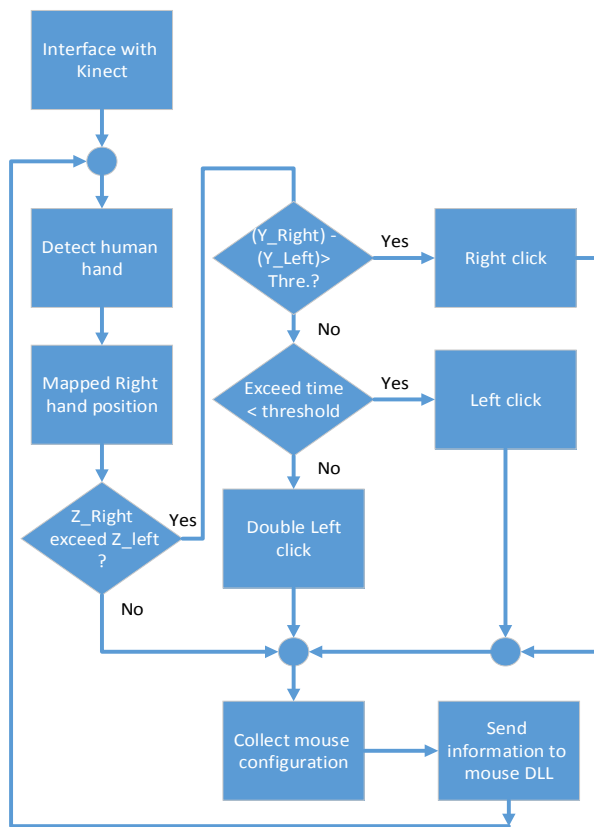 Interface with
Kinect
Detect human
hand
Mapped Right
hand position
Z_Right
exceed Z_left
?
Yes
No
(Y_Right) -
(Y_Left)>
Thre.?
Yes
Right click
No
Exceed time
< threshold
Yes
Left click
No
Double Left
click
Collect mouse
configuration
Send
information to
mouse DLL